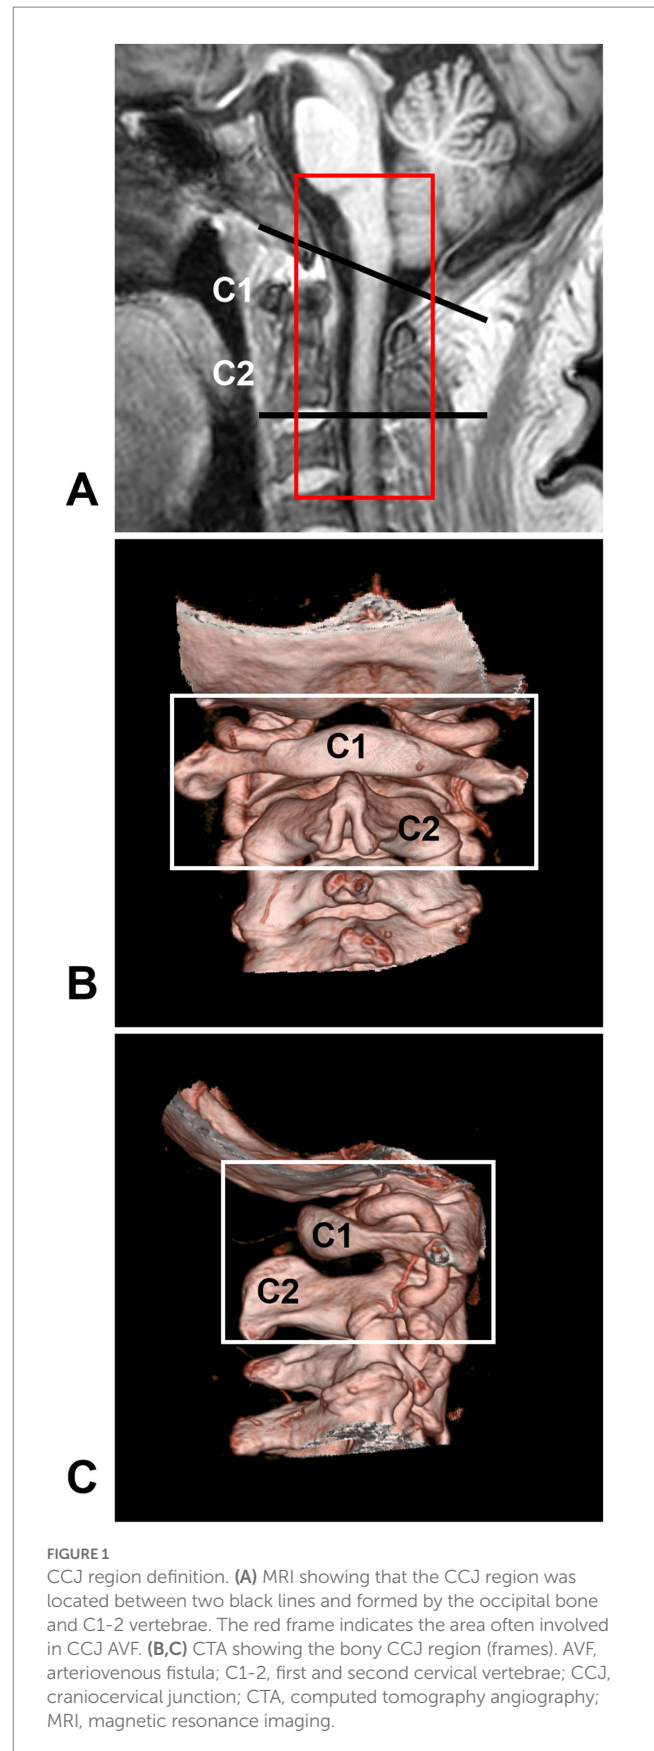 C1
C2
A
C1
C2
B
C1
C2
C
FIGURE 1
CCJ region definition. (A) MRI showing that the CCJ region was
located between two black lines and formed by the occipital bone
and C1-2 vertebrae. The red frame indicates the area often involved
in CCJ AVF. (B,C) CTA showing the bony CCJ region (frames). AVF,
arteriovenous fistula; C1-2, first and second cervical vertebrae; CCJ,
craniocervical junction; CTA, computed tomography angiography;
MRI, magnetic resonance imaging.